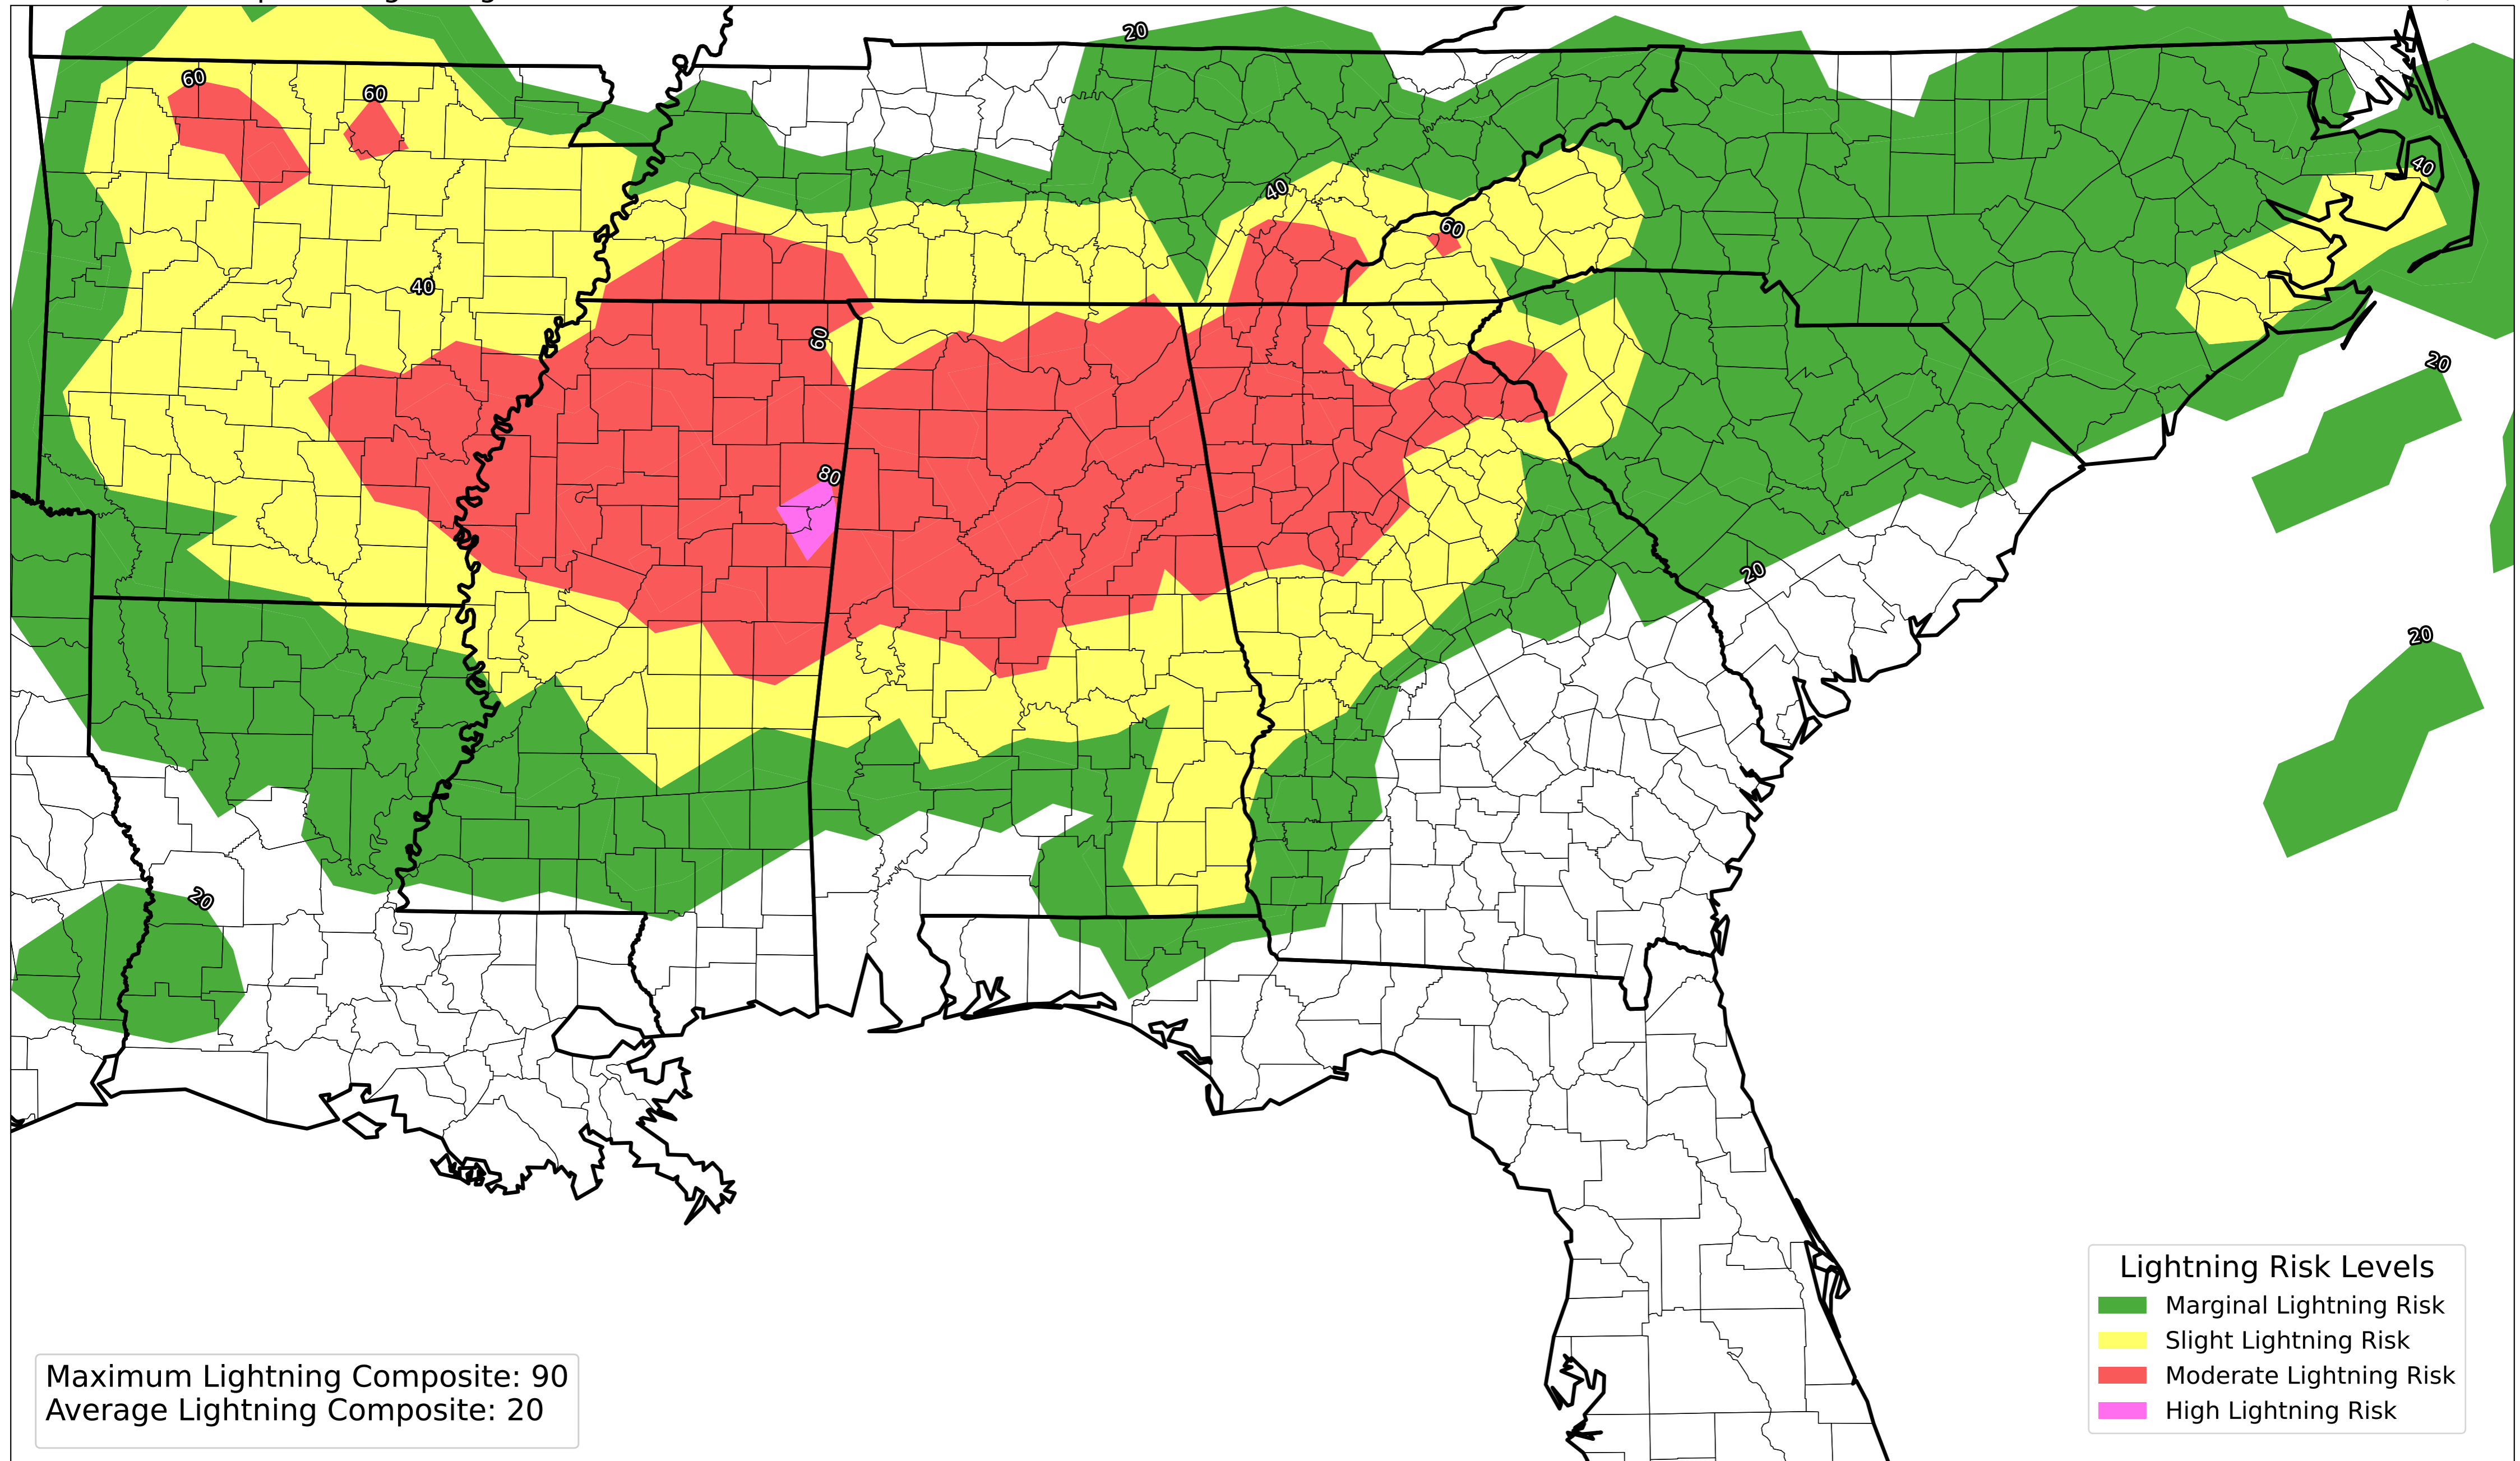 20
60
60
40
40
60
40
60
20
80
20
20
20
Lightning Risk Levels
Marginal Lightning Risk
Slight Lightning Risk
Moderate Lightning Risk
High Lightning Risk
Maximum Lightning Composite: 90
Average Lightning Composite: 20